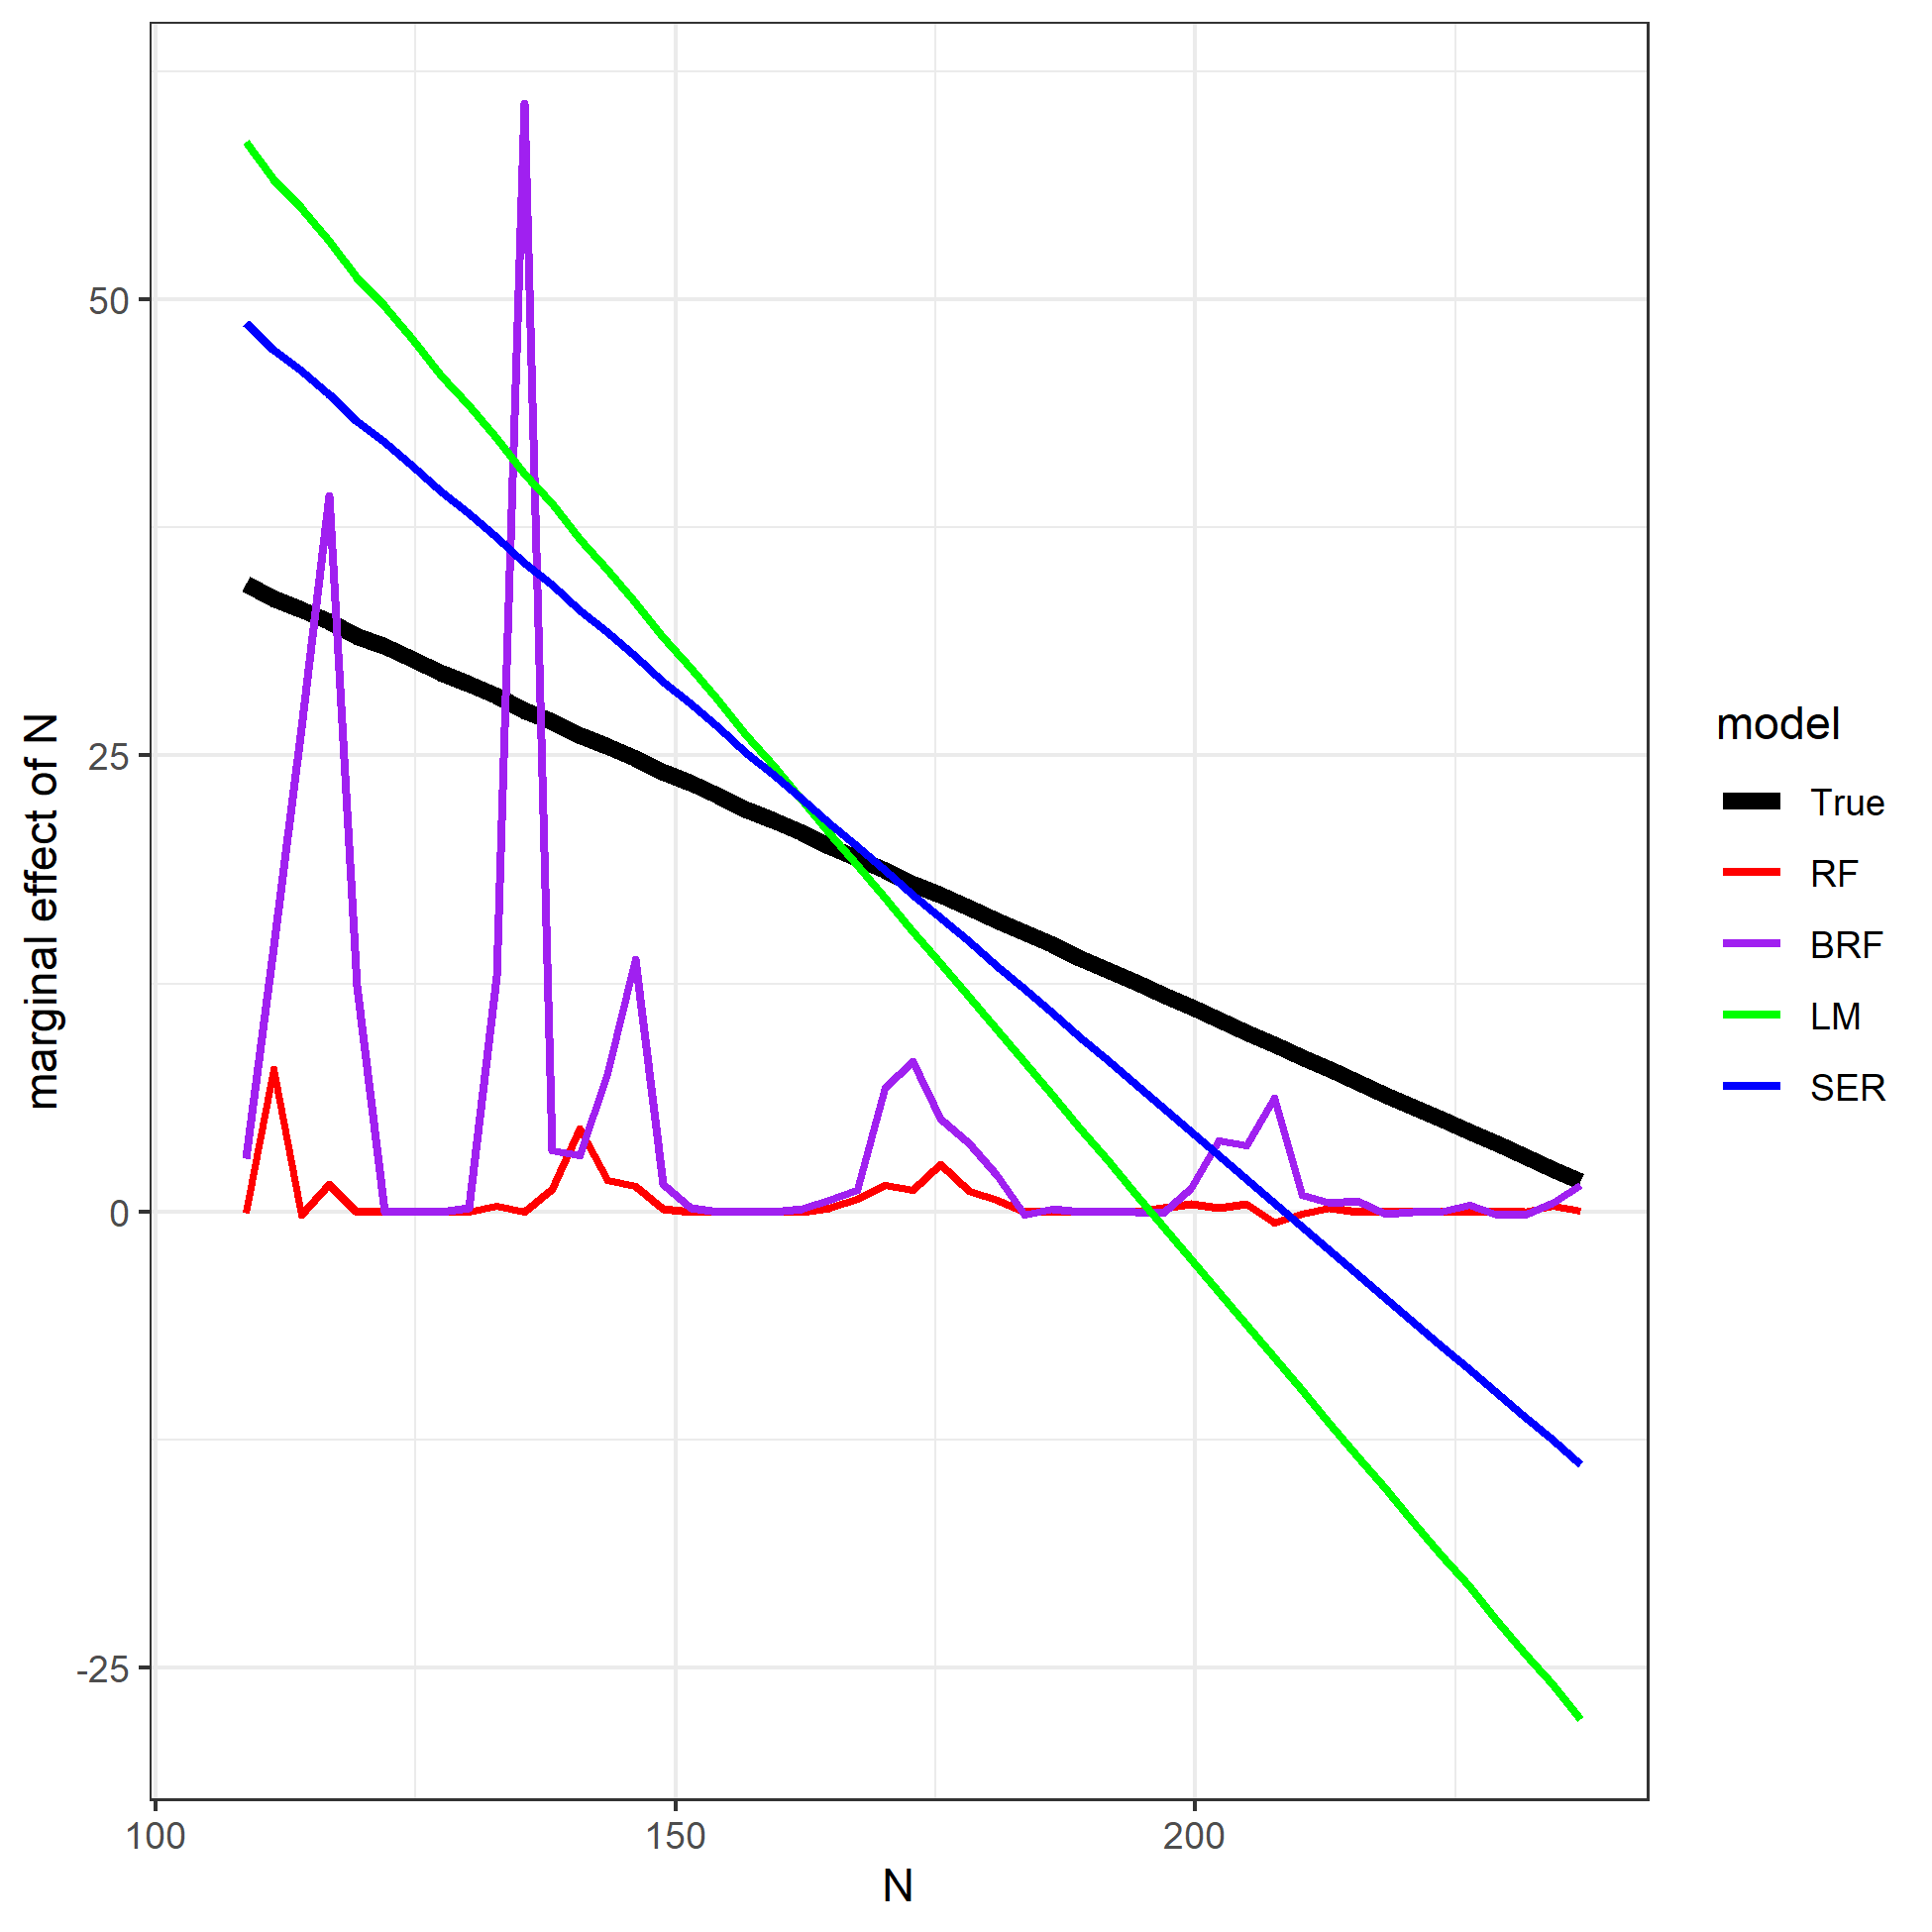 marginal effect of N
50
25
0
-25
100
150
200
N
model
True
RF
BRF
LM
SER